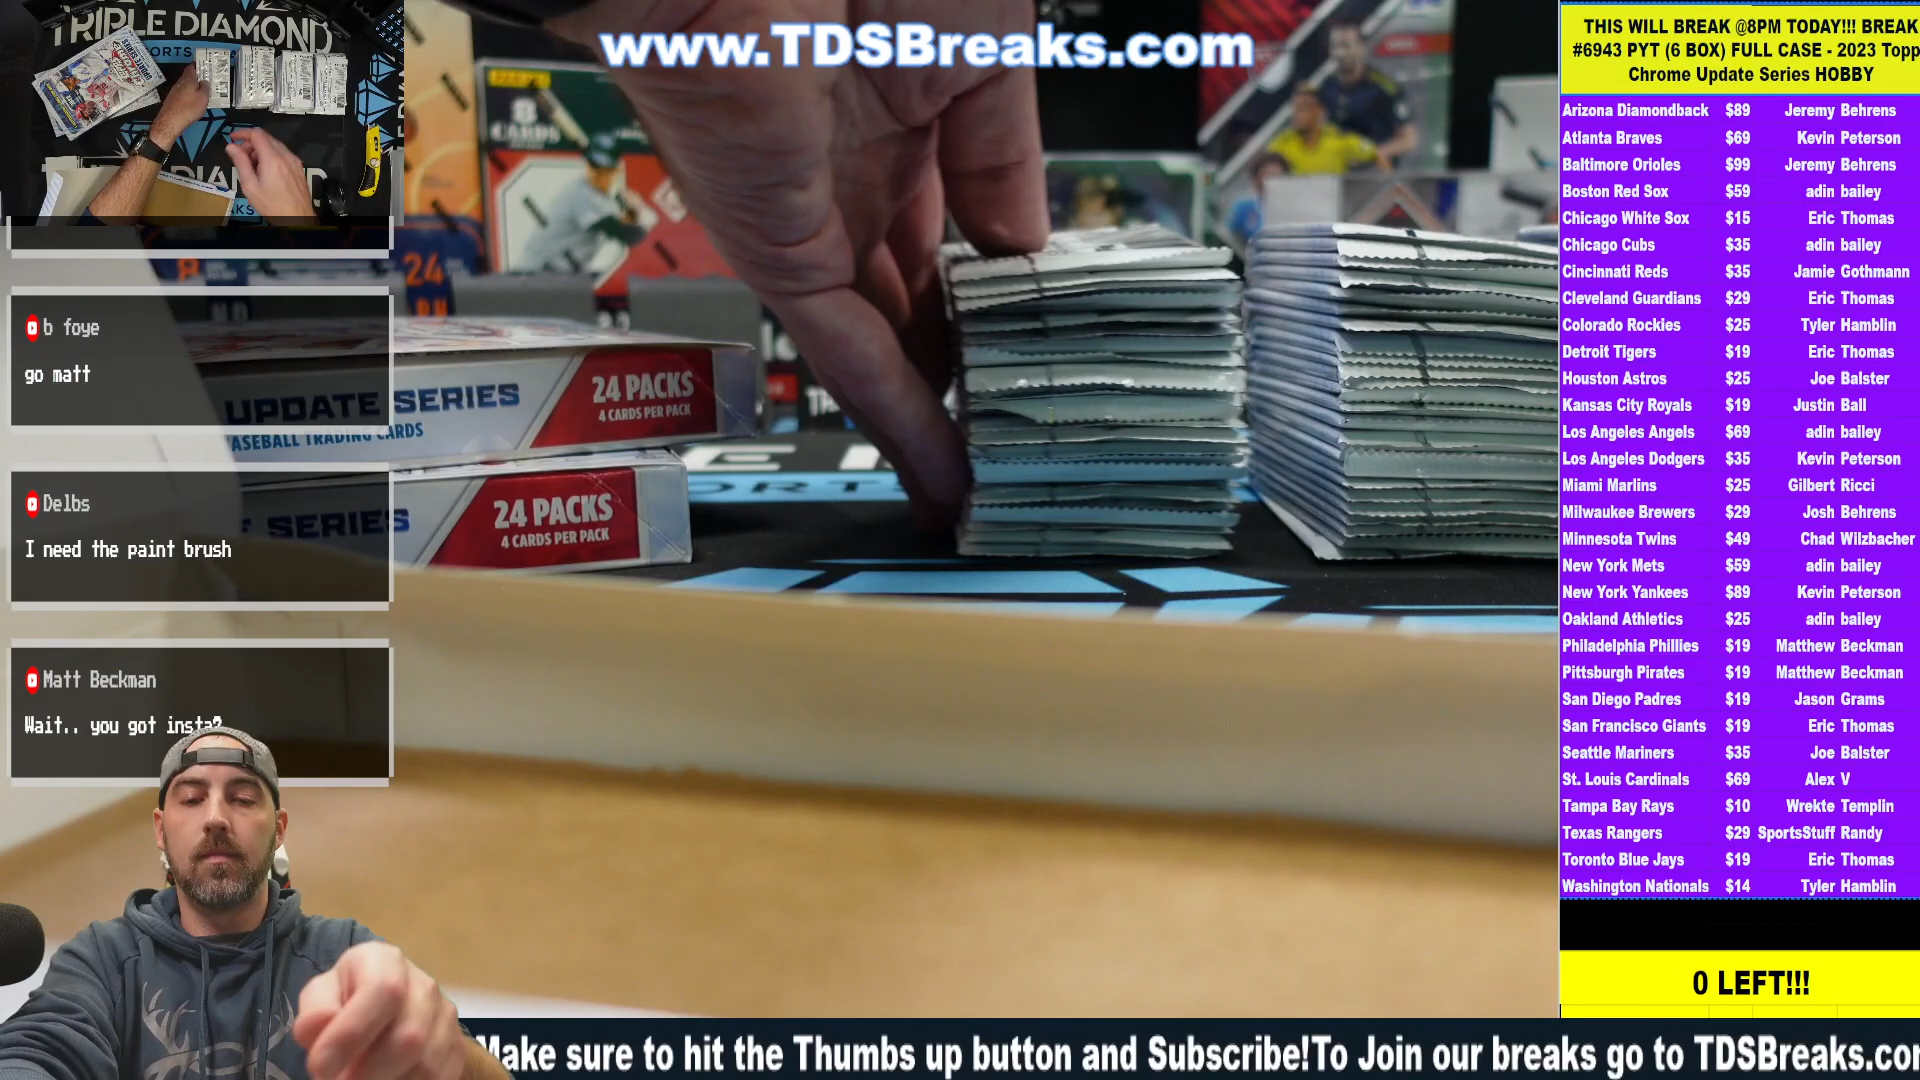 TRIPLE DIAMOND
www.TDSBreaks.com
8
CARDS
24
b foye
go matt
Delbs
I need the paint brush
Matt Beckman
Wait.. you got insta?
UPDATE SERIES
24 PACKS
4 CARDS PER PACK
BASEBALL TRADING CARDS
SERIES
24 PACKS
4 CARDS PER PACK
THIS WILL BREAK @8PM TODAY!!! BREAK
#6943 PYT (6 BOX) FULL CASE - 2023 Topp
Chrome Update Series HOBBY
Arizona Diamondback $89 Jeremy Behrens
Atlanta Braves $69 Kevin Peterson
Baltimore Orioles $99 Jeremy Behrens
Boston Red Sox $59 adin bailey
Chicago White Sox $15 Eric Thomas
Chicago Cubs $35 adin bailey
Cincinnati Reds $35 Jamie Gothmann
Cleveland Guardians $29 Eric Thomas
Colorado Rockies $25 Tyler Hamblin
Detroit Tigers $19 Eric Thomas
Houston Astros $25 Joe Balster
Kansas City Royals $19 Justin Ball
Los Angeles Angels $69 adin bailey
Los Angeles Dodgers $35 Kevin Peterson
Miami Marlins $25 Gilbert Ricci
Milwaukee Brewers $29 Josh Behrens
Minnesota Twins $49 Chad Wilzbacher
New York Mets $59 adin bailey
New York Yankees $89 Kevin Peterson
Oakland Athletics $25 adin bailey
Philadelphia Phillies $19 Matthew Beckman
Pittsburgh Pirates $19 Matthew Beckman
San Diego Padres $19 Jason Grams
San Francisco Giants $19 Eric Thomas
Seattle Mariners $35 Joe Balster
St. Louis Cardinals $69 Alex V
Tampa Bay Rays $10 Wrekte Templin
Texas Rangers $29 SportsStuff Randy
Toronto Blue Jays $19 Eric Thomas
Washington Nationals $14 Tyler Hamblin
0 LEFT!!!
Make sure to hit the Thumbs up button and Subscribe!To Join our breaks go to TDSBreaks.com